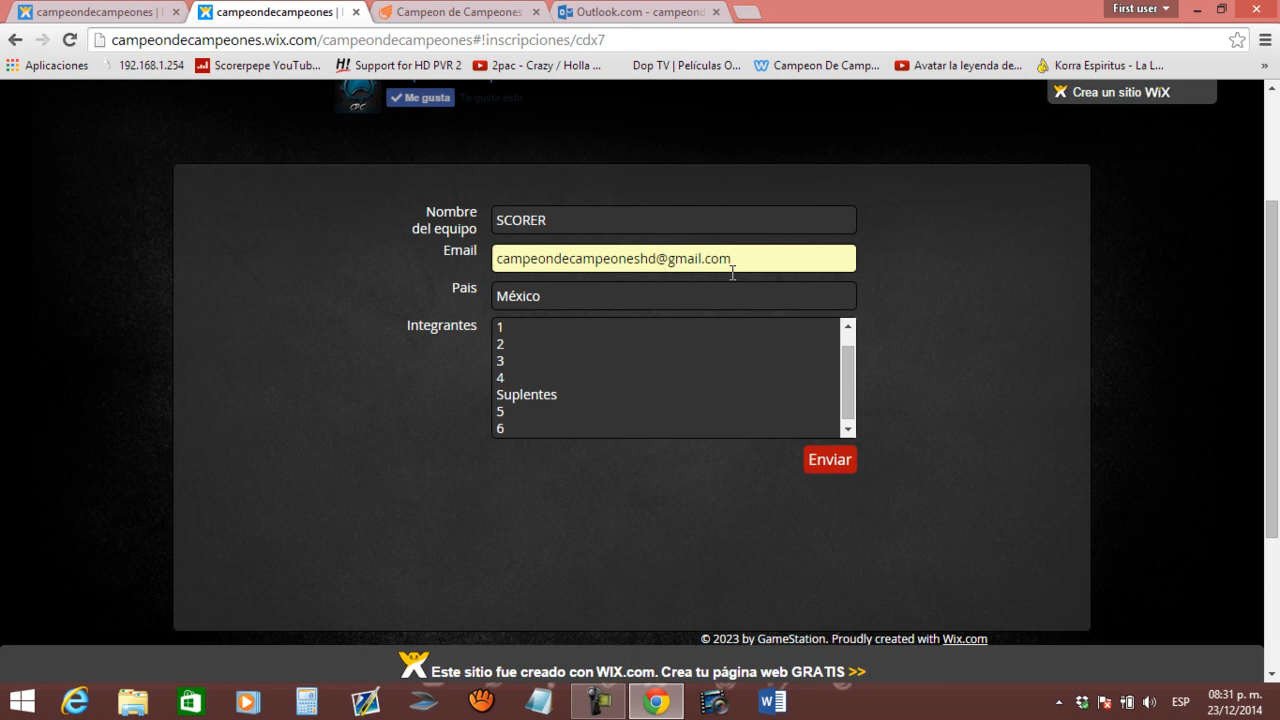 campeondecampeones |
campeondecampeones |
Campeon de Campeones
Outlook.com - campeond
First user
campeondecampeones.wix.com/campeondecampeones#!inscripciones/cdx7
Aplicaciones
192.168.1.254
Scorerpepe YouTub...
Support for HD PVR 2
2pac - Crazy / Holla ...
Dop TV | Películas O...
Campeon De Camp...
Avatar la leyenda de...
Korra Espiritus - La L...
»
CPC
Me gusta
Te gusta esto.
Crea un sitio WiX
Nombre
del equipo
SCORER
Email
campeondecampeoneshd@gmail.com
Pais
México
Integrantes
1
2
3
4
Suplentes
5
6
Enviar
© 2023 by GameStation. Proudly created with Wix.com
Este sitio fue creado con WIX.com. Crea tu página web GRATIS >>
ESP
08:31 p. m.
23/12/2014